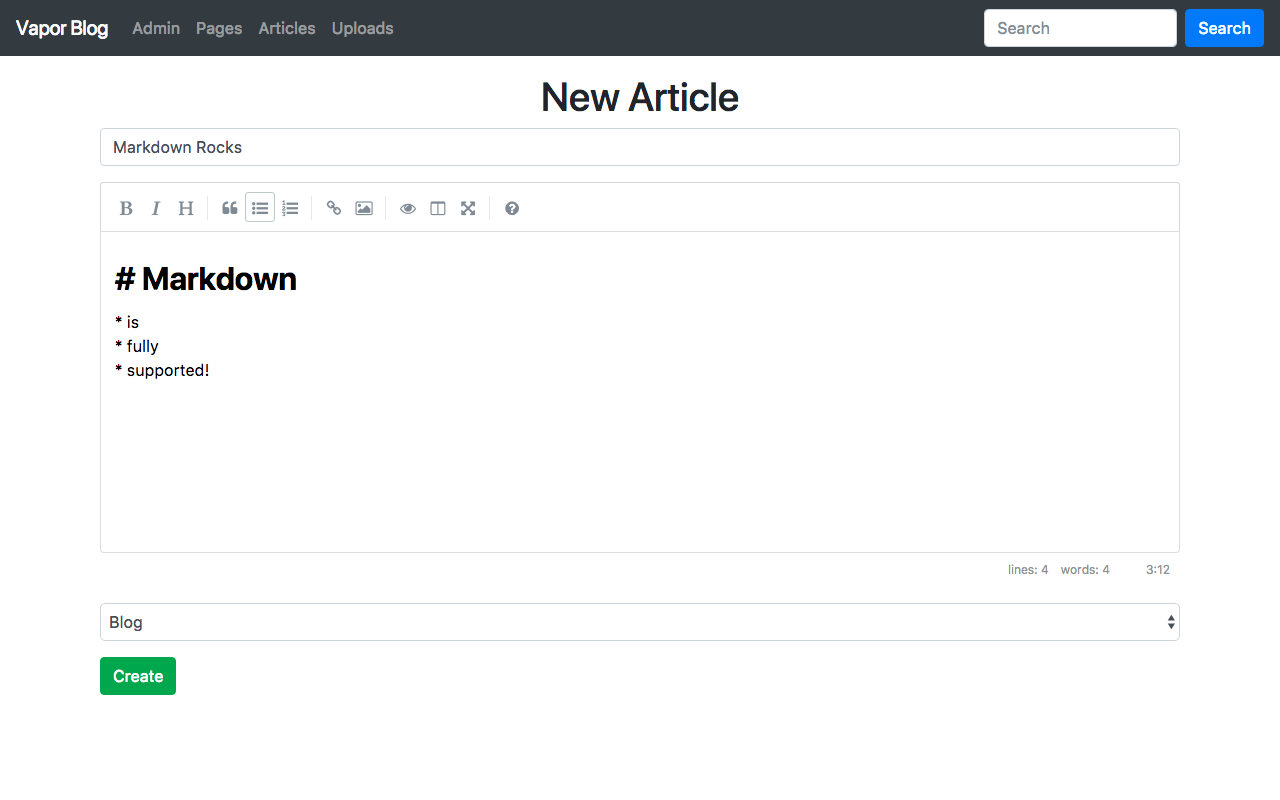 Vapor Blog Admin Pages Articles Uploads Search Search
New Article
Markdown Rocks
B I H
# Markdown
* is
* fully
* supported!
lines: 4 words: 4 3:12
Blog
Create